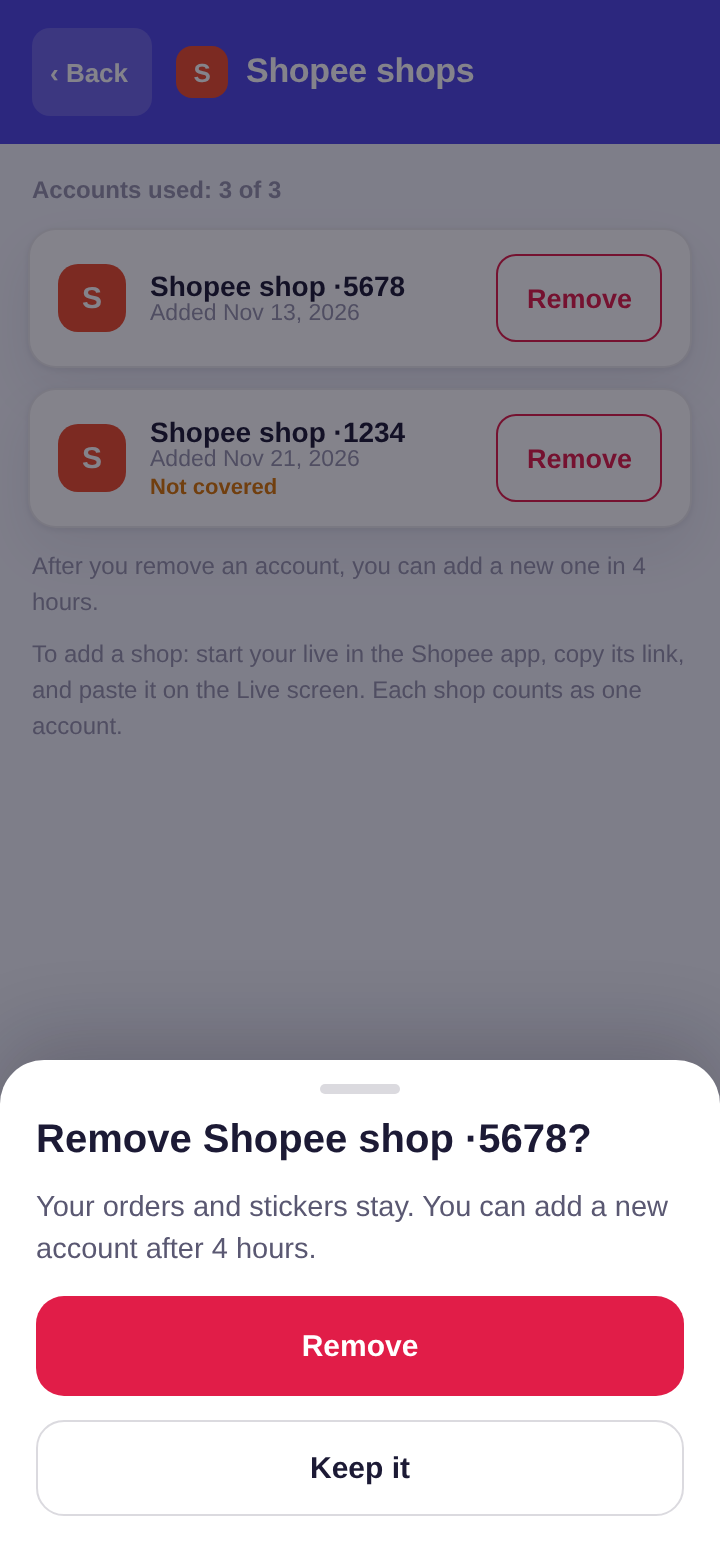 ‹ Back
S
Shopee shops
Accounts used: 3 of 3
S
Shopee shop ·5678
Added Nov 13, 2026
Remove
S
Shopee shop ·1234
Added Nov 21, 2026
Not covered
Remove
After you remove an account, you can add a new one in 4
hours.
To add a shop: start your live in the Shopee app, copy its link,
and paste it on the Live screen. Each shop counts as one
account.
Remove Shopee shop ·5678?
Your orders and stickers stay. You can add a new
account after 4 hours.
Remove
Keep it